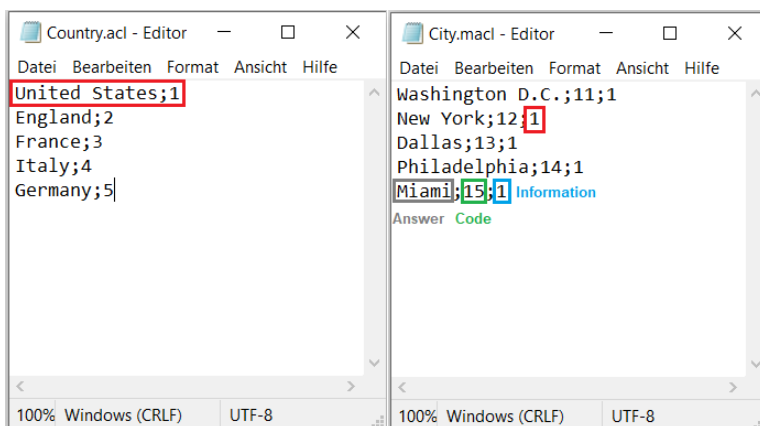 Country.acl - Editor
Datei Bearbeiten Format Ansicht Hilfe
United States;1
England;2
France;3
Italy;4
Germany;5
100% Windows (CRLF) UTF-8
City.macl - Editor
Datei Bearbeiten Format Ansicht Hilfe
Washington D.C.;11;1
New York;12;1
Dallas;13;1
Philadelphia;14;1
Miami;15;1 Information
Answer Code
100% Windows (CRLF) UTF-8